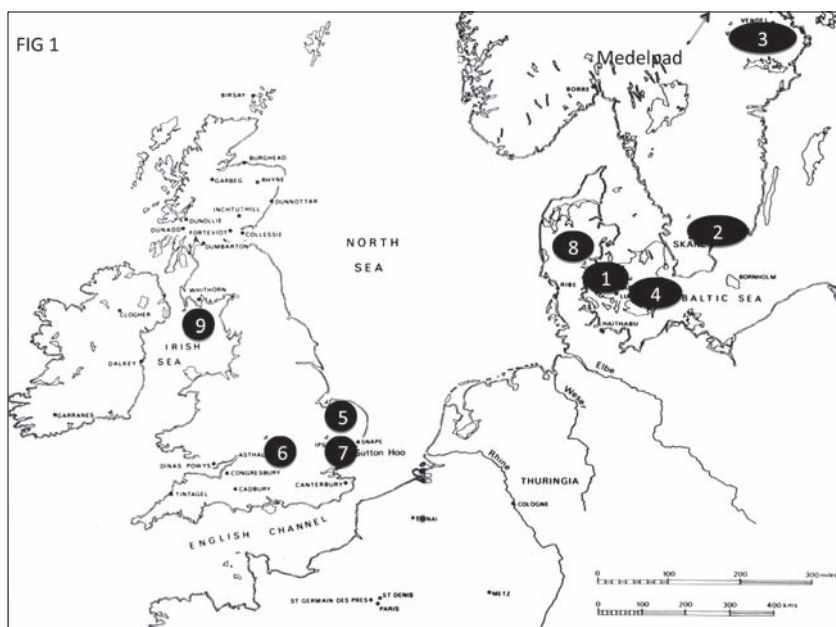 FIG 1
VENDEL
3
Medelpad
BORRE
BIRSAY
BURGHEAD
GARBEG
RHYNE
DUNNOTTAR
INCHTUTHILL
DUNOLLIE
DUNADD
FORTEVIOT
COLLESSIE
DUMBARTON
NORTH
SEA
2
SKANE
8
1
4
BORNHOLM
RIBE
LU
BALTIC SEA
HAITHABU
WHITHORN
9
CLOGHER
IRISH
SEA
DALKEY
GARRANES
Elbe
Weser
5
6
7
IPS
SNAPE
Sutton Hoo
ASTHAL
DINAS POWYS
CONGRESBURY
CANTERBURY
TINTAGEL
CADBURY
Rhine
THURINGIA
COLOGNE
ENGLISH CHANNEL
ST GERMAIN DES PRES
ST DENIS
PARIS
METZ
0 100 200 300 miles
0 100 200 300 400 kms